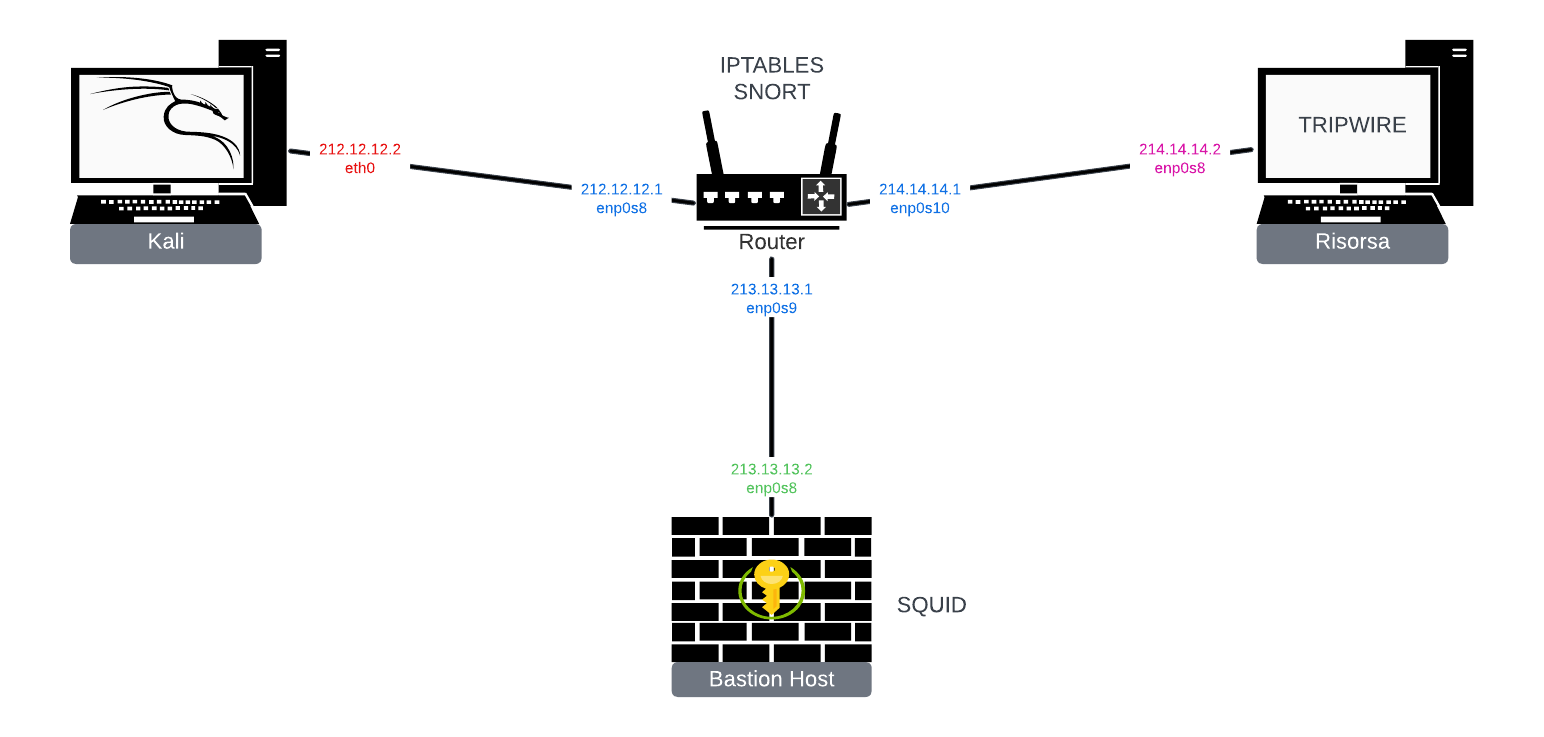 IPTABLES
SNORT
TRIPWIRE
212.12.12.2
eth0
212.12.12.1
enp0s8
214.14.14.1
enp0s10
214.14.14.2
enp0s8
Kali
Router
Risorsa
213.13.13.1
enp0s9
213.13.13.2
enp0s8
SQUID
Bastion Host